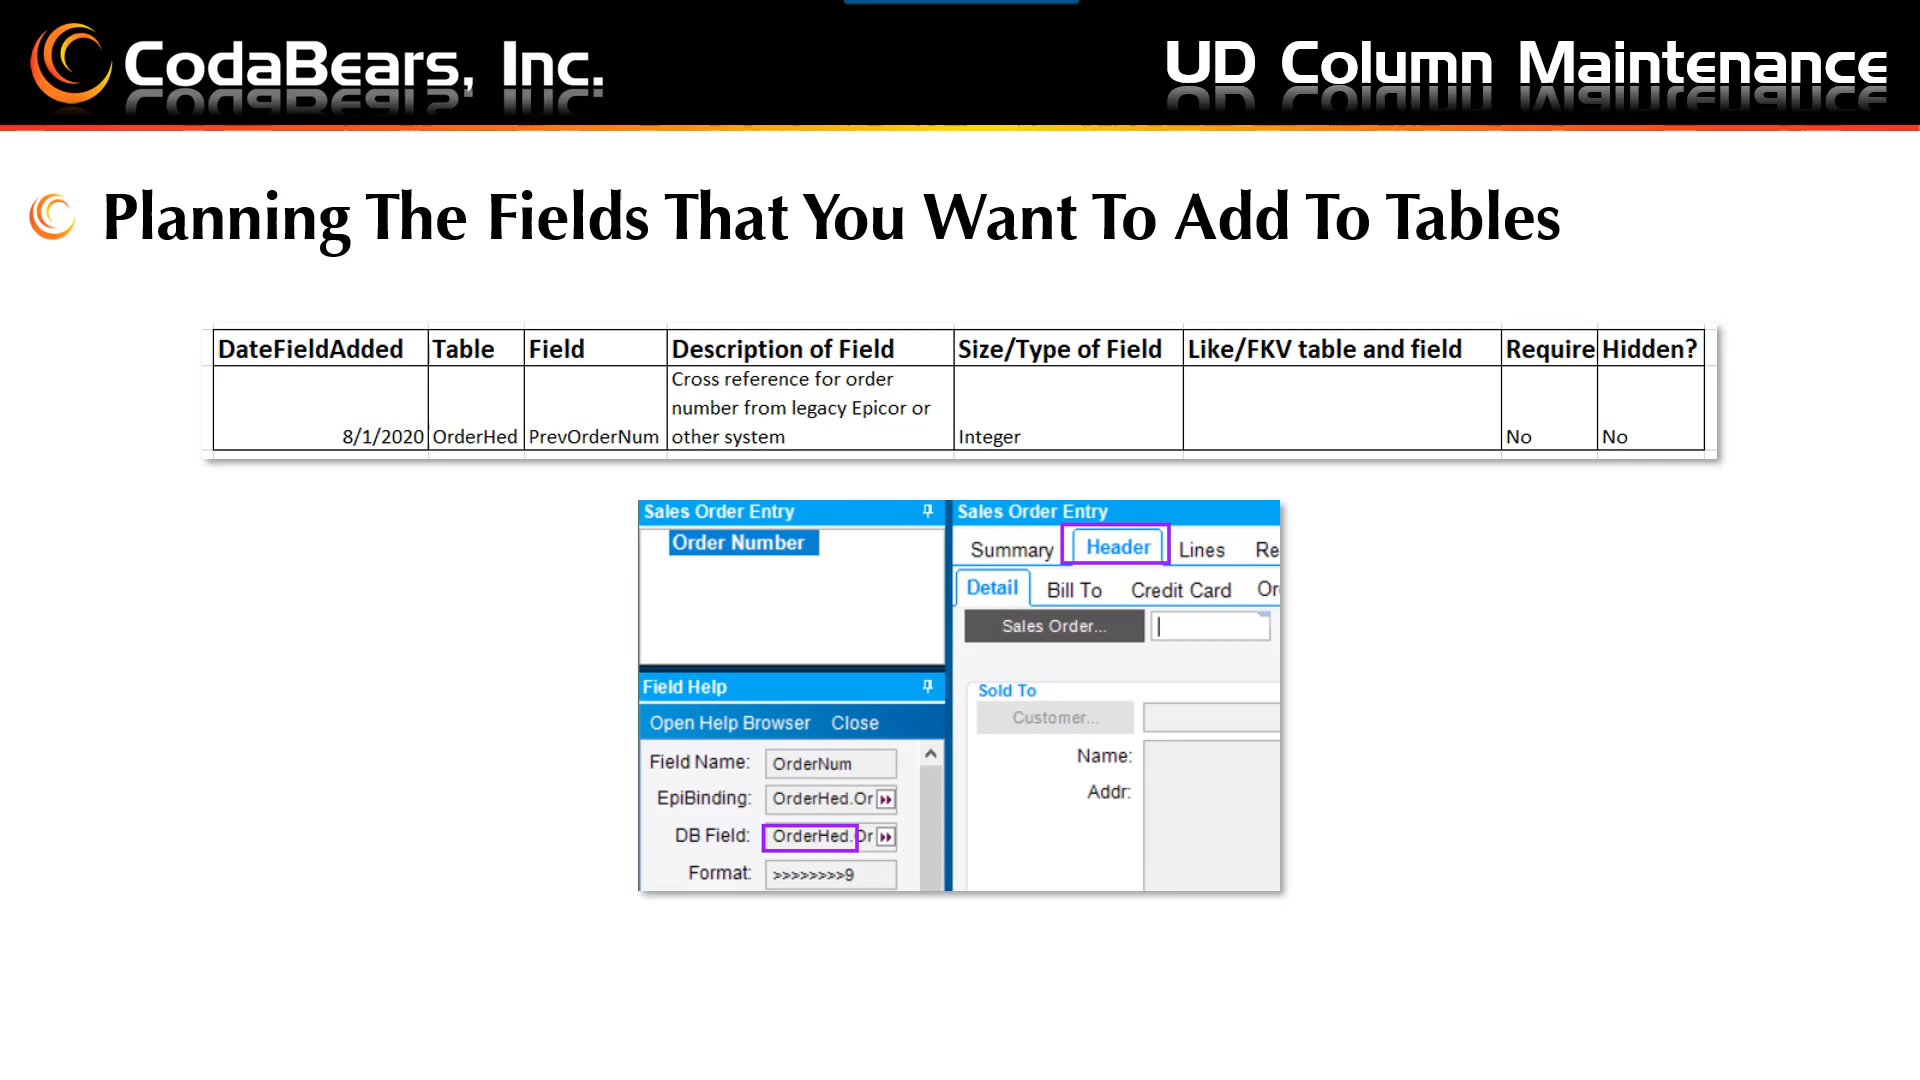 CodaBears, Inc.
UD Column Maintenance
Planning The Fields That You Want To Add To Tables
DateFieldAdded Table Field Description of Field Size/Type of Field Like/FKV table and field Require Hidden?
Cross reference for order
number from legacy Epicor or
8/1/2020 OrderHed PrevOrderNum other system Integer No No
Sales Order Entry
Order Number
Field Help
Open Help Browser Close
Field Name: OrderNum
EpiBinding: OrderHed.Or
DB Field: OrderHed.Or
Format: >>>>>>>>9
Sales Order Entry
Summary Header Lines Re
Detail Bill To Credit Card Or
Sales Order...
Sold To
Customer...
Name:
Addr: